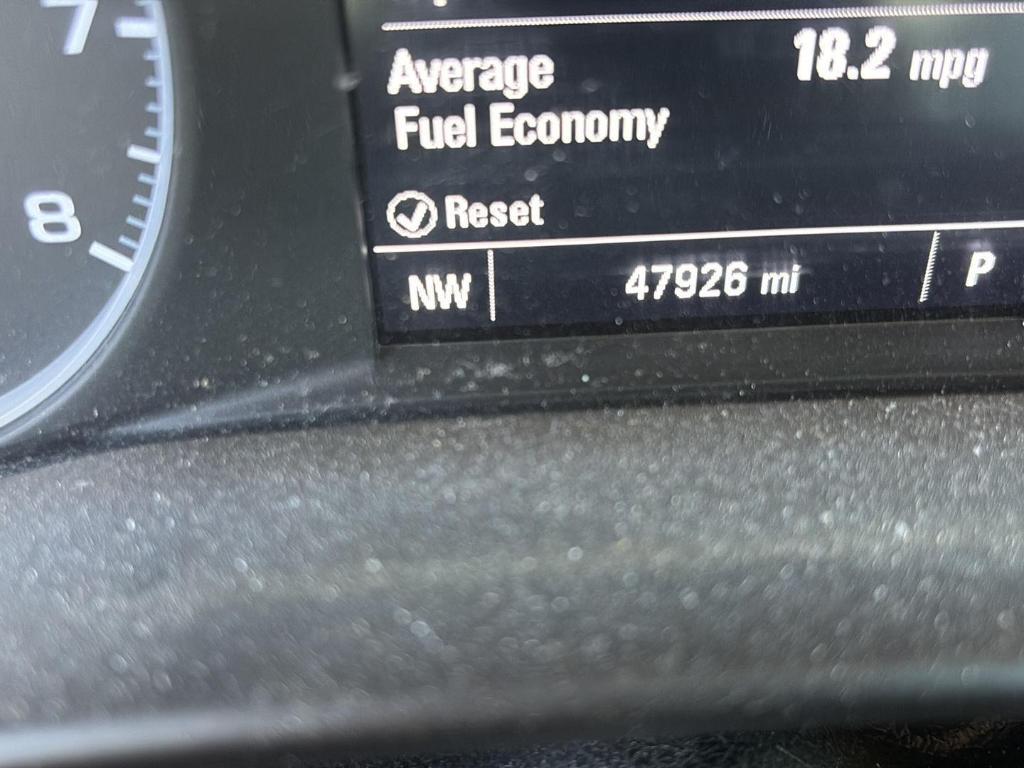 7
8
Average 18.2 mpg
Fuel Economy
Reset
NW 47926 mi P